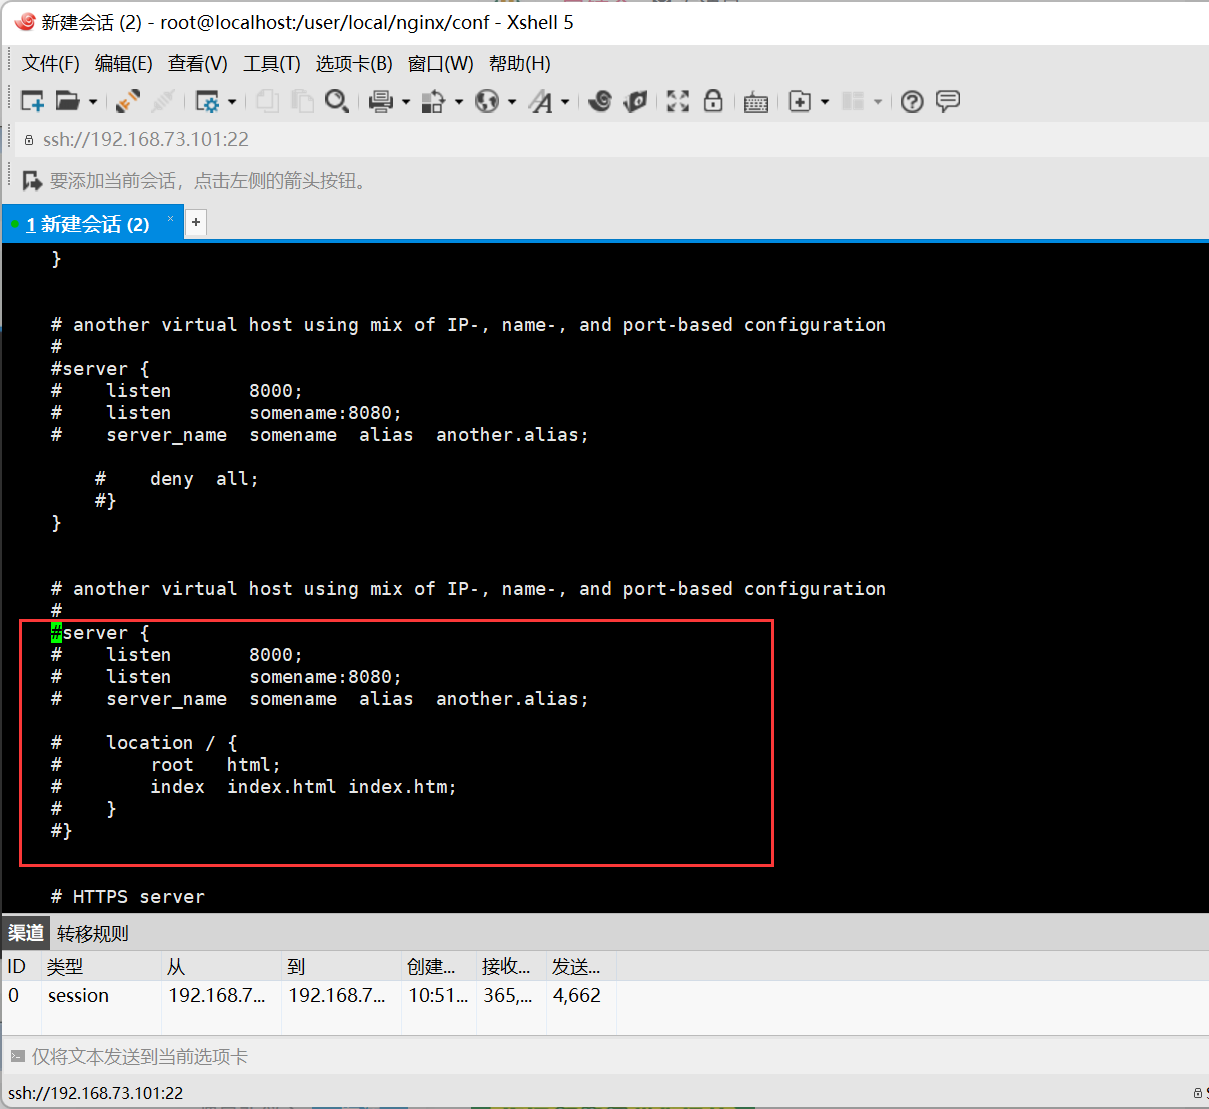 新建会话 (2) - root@localhost:/user/local/nginx/conf - Xshell 5
文件(F) 编辑(E) 查看(V) 工具(T) 选项卡(B) 窗口(W) 帮助(H)
ssh://192.168.73.101:22
要添加当前会话，点击左侧的箭头按钮。
1 新建会话 (2) × +
}
# another virtual host using mix of IP-, name-, and port-based configuration
#
#server {
#    listen       8000;
#    listen       somename:8080;
#    server_name  somename  alias  another.alias;
#    deny  all;
#}
}
# another virtual host using mix of IP-, name-, and port-based configuration
#
#server {
#    listen       8000;
#    listen       somename:8080;
#    server_name  somename  alias  another.alias;
#    location / {
#        root   html;
#        index  index.html index.htm;
#    }
#}
# HTTPS server
渠道 转移规则
ID 类型 从 到 创建... 接收... 发送...
0 session 192.168.7... 192.168.7... 10:51... 365,... 4,662
仅将文本发送到当前选项卡
ssh://192.168.73.101:22